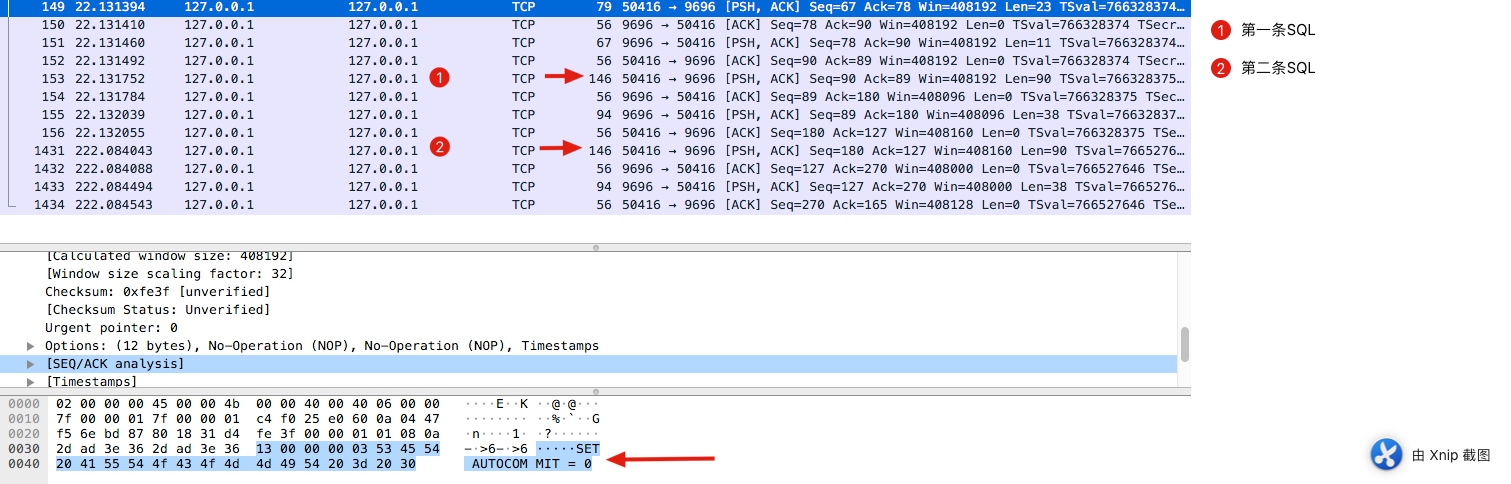 149 22.131394 127.0.0.1 127.0.0.1 TCP 79 50416 → 9696 [PSH, ACK] Seq=67 Ack=78 Win=408192 Len=23 TSval=766328374…
150 22.131410 127.0.0.1 127.0.0.1 TCP 56 9696 → 50416 [ACK] Seq=78 Ack=90 Win=408192 Len=0 TSval=766328374 TSecr…
151 22.131460 127.0.0.1 127.0.0.1 TCP 67 9696 → 50416 [PSH, ACK] Seq=78 Ack=90 Win=408192 Len=11 TSval=766328374…
152 22.131492 127.0.0.1 127.0.0.1 TCP 56 50416 → 9696 [ACK] Seq=90 Ack=89 Win=408192 Len=0 TSval=766328374 TSecr…
153 22.131752 127.0.0.1 127.0.0.1 1 TCP 146 50416 → 9696 [PSH, ACK] Seq=90 Ack=89 Win=408192 Len=90 TSval=766328375…
154 22.131784 127.0.0.1 127.0.0.1 TCP 56 9696 → 50416 [ACK] Seq=89 Ack=180 Win=408096 Len=0 TSval=766328375 TSec…
155 22.132039 127.0.0.1 127.0.0.1 TCP 94 9696 → 50416 [PSH, ACK] Seq=89 Ack=180 Win=408096 Len=38 TSval=76632837…
156 22.132055 127.0.0.1 127.0.0.1 TCP 56 50416 → 9696 [ACK] Seq=180 Ack=127 Win=408160 Len=0 TSval=766328375 TSe…
1431 222.084043 127.0.0.1 127.0.0.1 2 TCP 146 50416 → 9696 [PSH, ACK] Seq=180 Ack=127 Win=408160 Len=90 TSval=7665276…
1432 222.084088 127.0.0.1 127.0.0.1 TCP 56 9696 → 50416 [ACK] Seq=127 Ack=270 Win=408000 Len=0 TSval=766527646 TSe…
1433 222.084494 127.0.0.1 127.0.0.1 TCP 94 9696 → 50416 [PSH, ACK] Seq=127 Ack=270 Win=408000 Len=38 TSval=7665276…
1434 222.084543 127.0.0.1 127.0.0.1 TCP 56 50416 → 9696 [ACK] Seq=270 Ack=165 Win=408128 Len=0 TSval=766527646 TSe…
1 第一条SQL
2 第二条SQL
[Calculated window size: 408192]
[Window size scaling factor: 32]
Checksum: 0xfe3f [unverified]
[Checksum Status: Unverified]
Urgent pointer: 0
Options: (12 bytes), No-Operation (NOP), No-Operation (NOP), Timestamps
[SEQ/ACK analysis]
[Timestamps]
0000 02 00 00 00 45 00 00 4b 00 00 40 00 40 06 00 00 ····E··K ··@·@···
0010 7f 00 00 01 7f 00 00 01 c4 f0 25 e0 60 0a 04 47 ········ ··%·`··G
0020 f5 6e bd 87 80 18 31 d4 fe 3f 00 00 01 01 08 0a ·n····1· ·?······
0030 2d ad 3e 36 2d ad 3e 36 13 00 00 00 03 53 45 54 -·>6-·>6 ·····SET
0040 20 41 55 54 4f 43 4f 4d 4d 49 54 20 3d 20 30 AUTOCOM MIT = 0
由 Xnip 截图